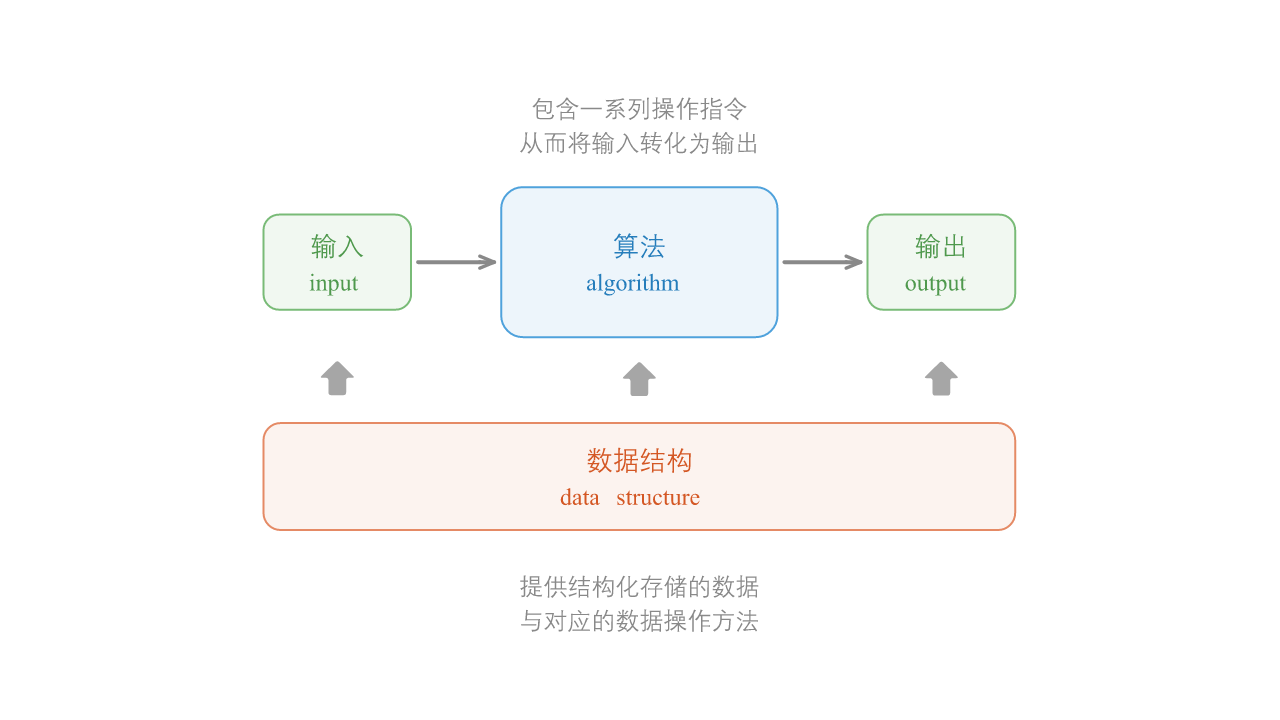 包含一系列操作指令
从而将输入转化为输出
输入
input
算法
algorithm
输出
output
数据结构
data structure
提供结构化存储的数据
与对应的数据操作方法